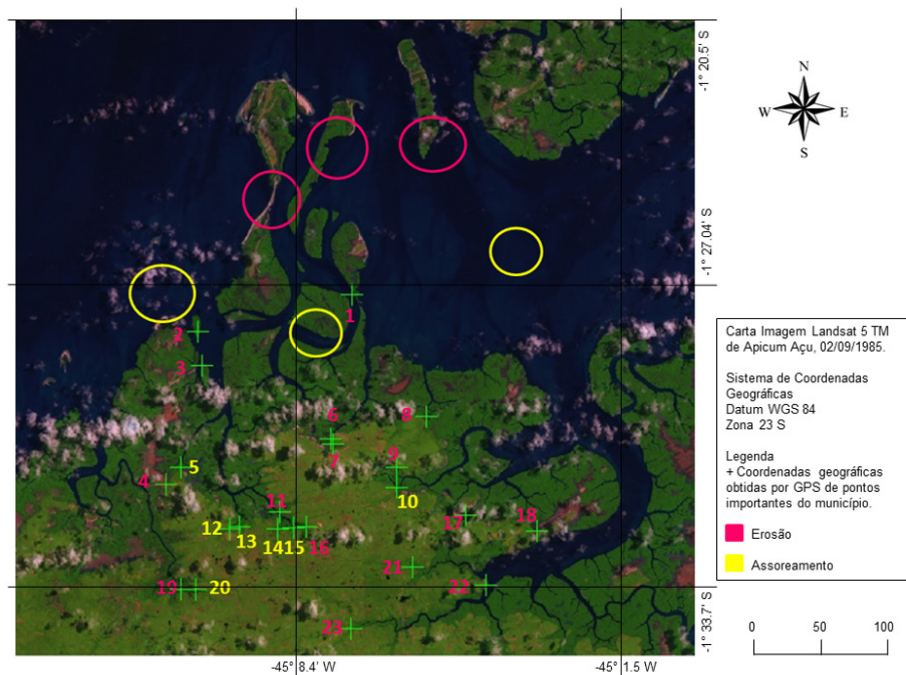 -1° 20.5' S
N
W
E
S
-1° 27.04' S
1
2
3
Carta Imagem Landsat 5 TM
de Apicum Açu, 02/09/1985.
Sistema de Coordenadas
Geográficas
Datum WGS 84
Zona 23 S
Legenda
+ Coordenadas geográficas
obtidas por GPS de pontos
importantes do município.
Erosão
Assoreamento
6
8
7
9
5
4
10
11
12
13
14 15
16
17
18
21
19
20
22
23
-1° 33.7' S
0 50 100
-45° 8.4' W
-45° 1.5' W